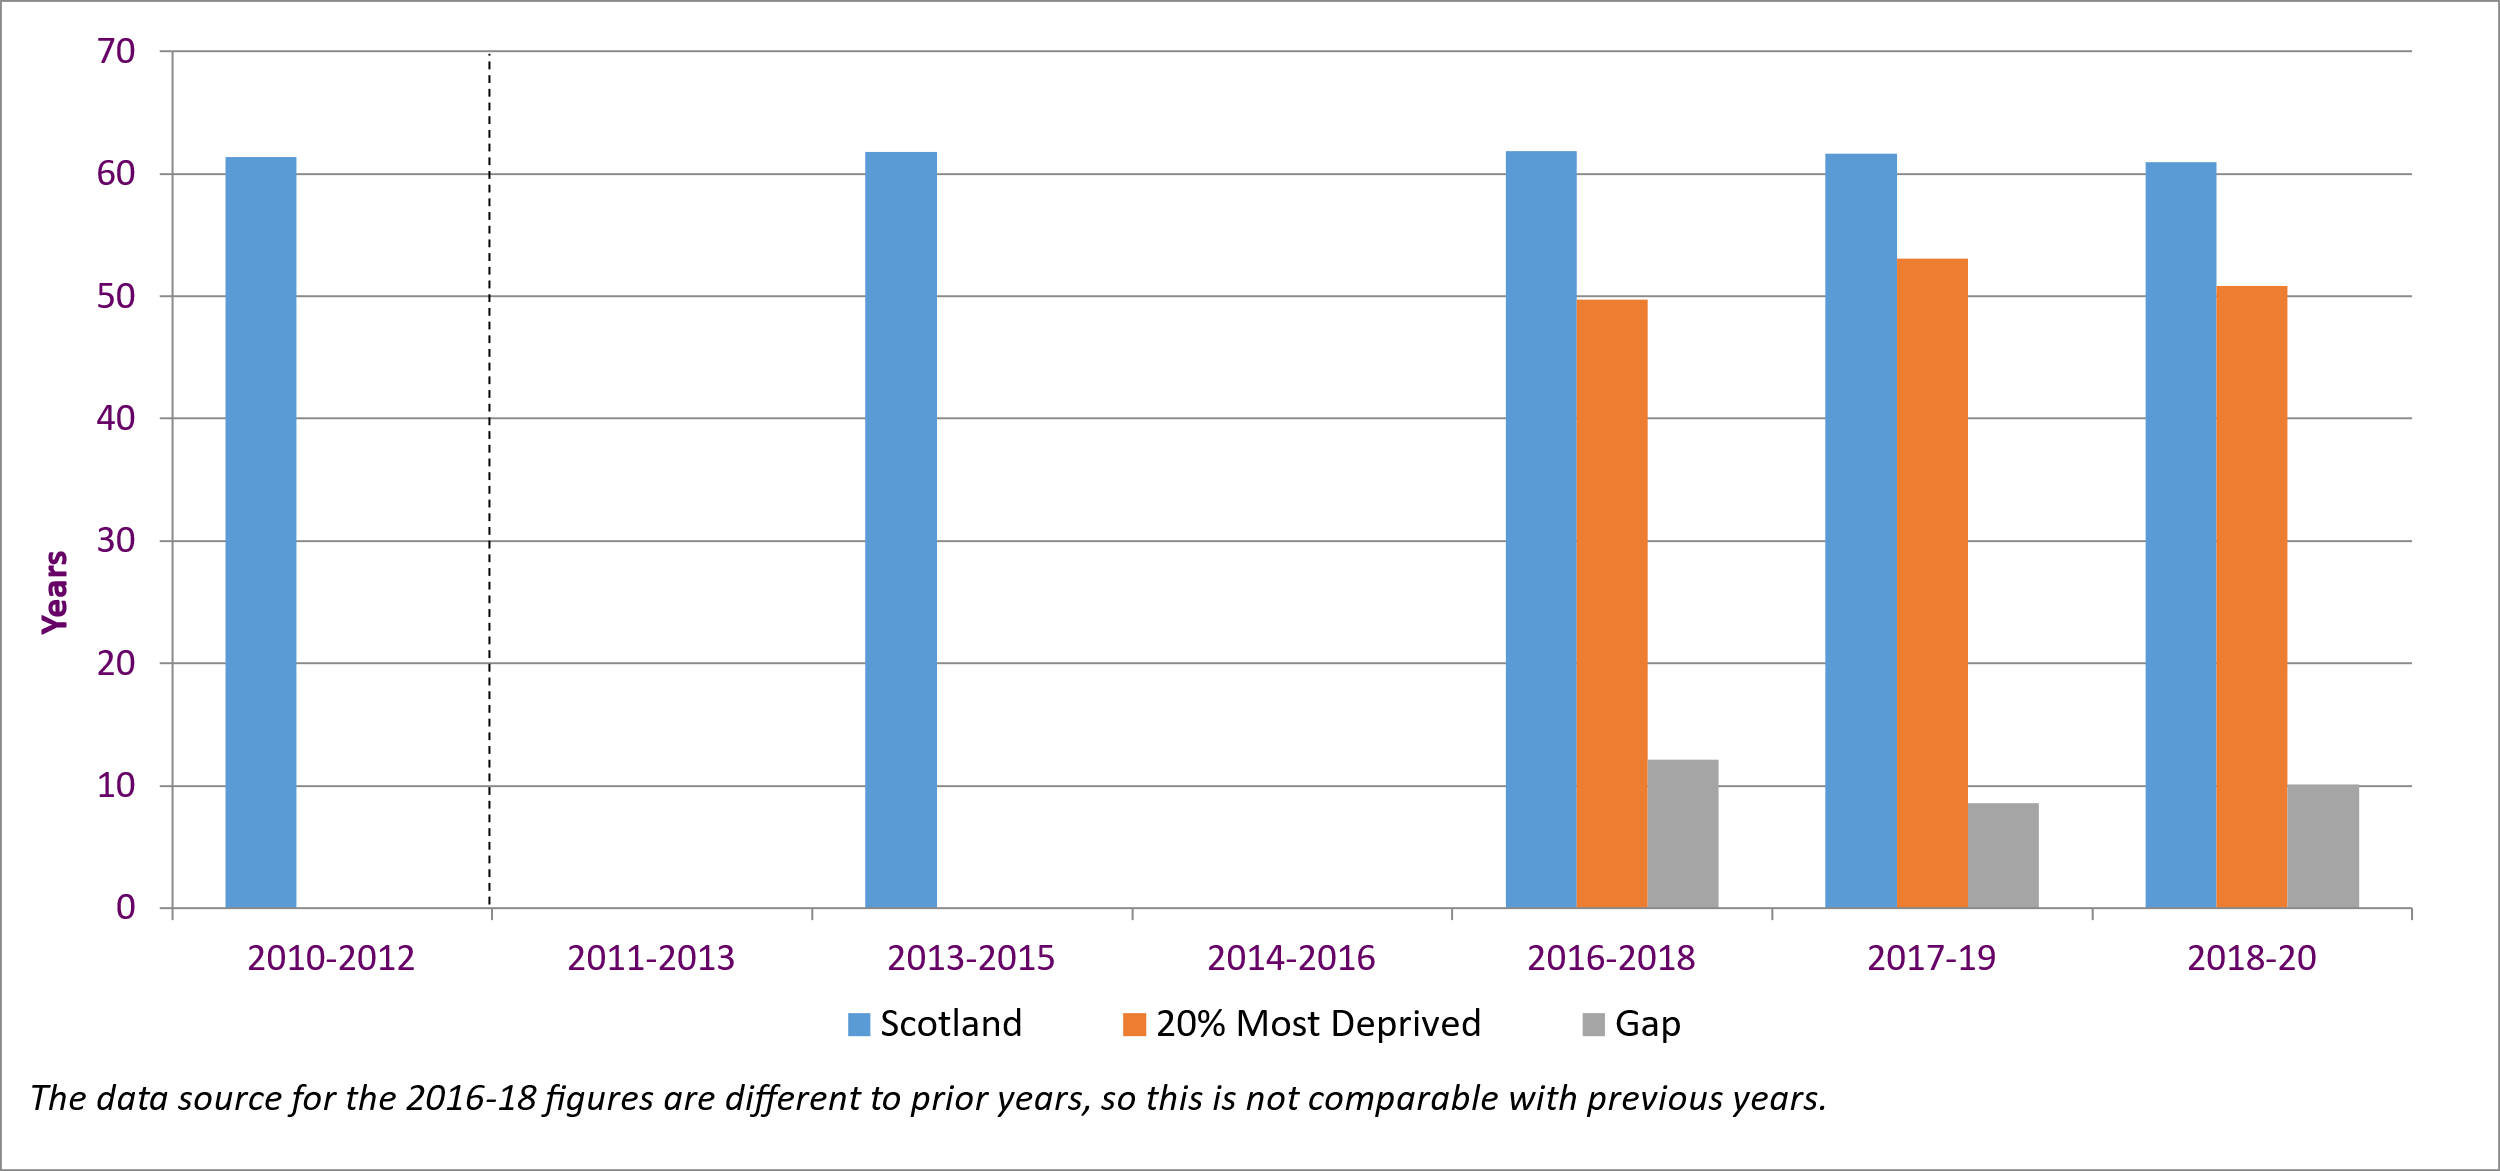 70
60
50
40
30
20
10
0
Years
2010-2012 2011-2013 2013-2015 2014-2016 2016-2018 2017-19 2018-20
Scotland 20% Most Deprived Gap
The data source for the 2016-18 figures are different to prior years, so this is not comparable with previous years.